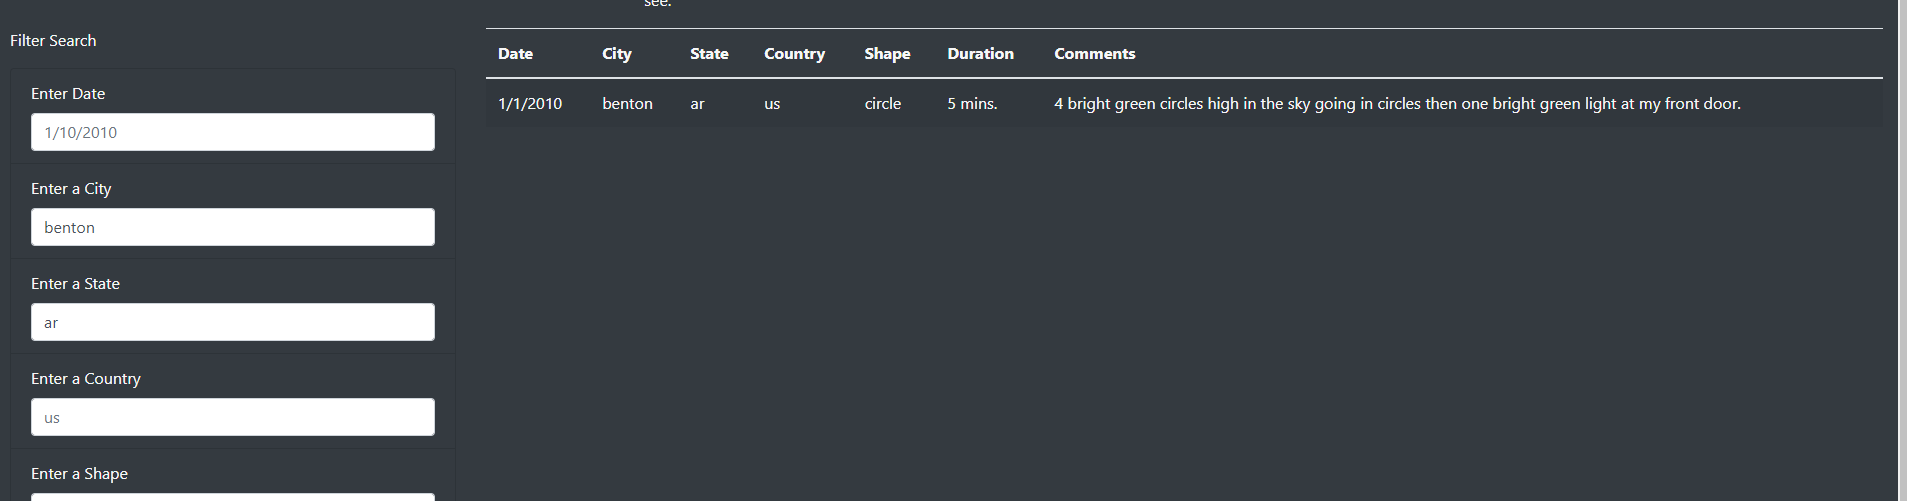 see.
Filter Search
Enter Date
1/10/2010
Enter a City
benton
Enter a State
ar
Enter a Country
us
Enter a Shape
Date City State Country Shape Duration Comments
1/1/2010 benton ar us circle 5 mins. 4 bright green circles high in the sky going in circles then one bright green light at my front door.